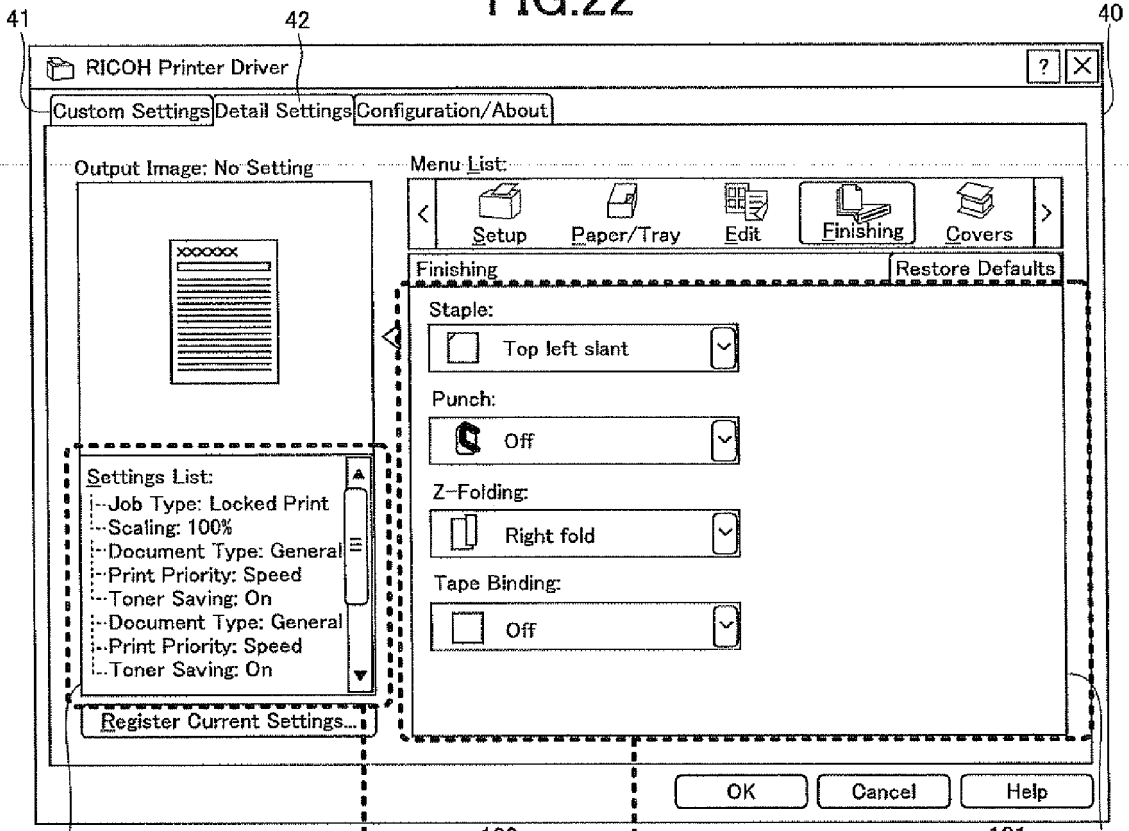 FIG.22
41
42
40
RICOH Printer Driver
?
Custom Settings
Detail Settings
Configuration/About
Output Image: No Setting
Menu List:
<
Setup
Paper/Tray
Edit
Finishing
Covers
>
XXXXXXX
Finishing
Restore Defaults
Staple:
Top left slant
Punch:
Off
Z-Folding:
Right fold
Tape Binding:
Off
Settings List:
Job Type: Locked Print
Scaling: 100%
Document Type: General
Print Priority: Speed
Toner Saving: On
Document Type: General
Print Priority: Speed
Toner Saving: On
Register Current Settings...
OK
Cancel
Help